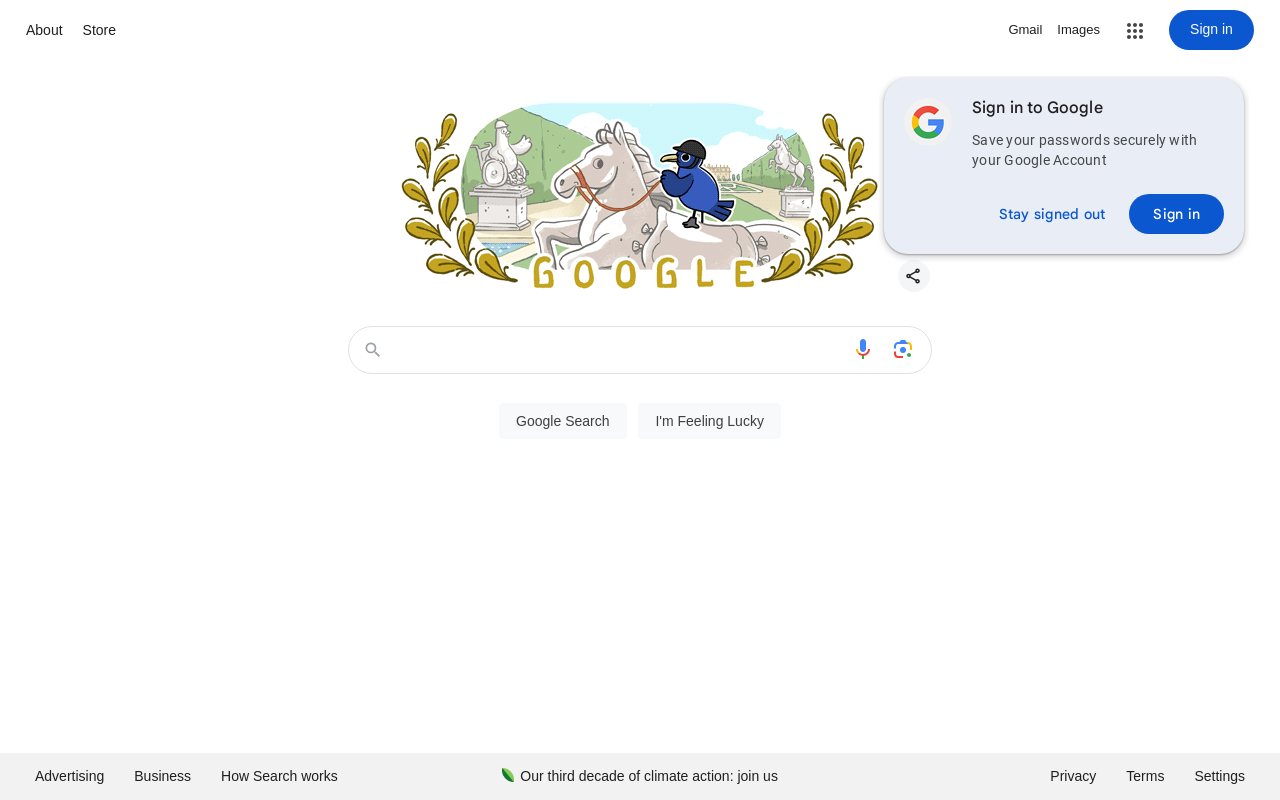 About Store
Gmail Images Sign in
Sign in to Google
Save your passwords securely with
your Google Account
Stay signed out Sign in
GOOGLE
Google Search I'm Feeling Lucky
Our third decade of climate action: join us
Advertising Business How Search works
Privacy Terms Settings